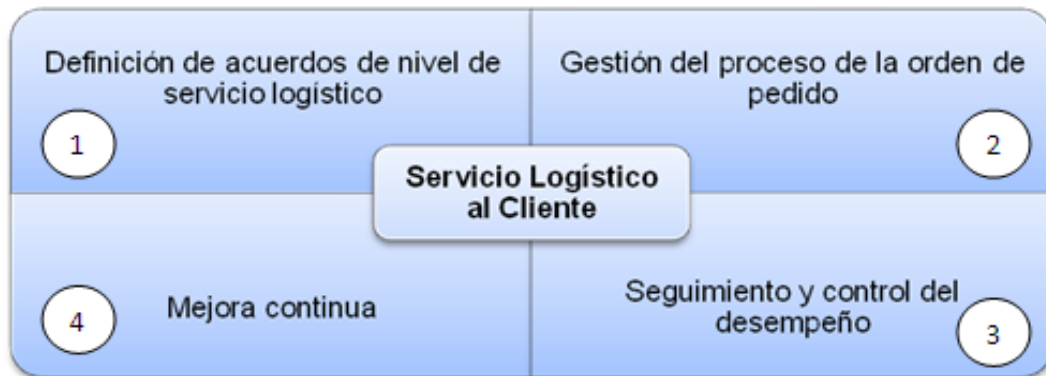 Definición de acuerdos de nivel de
servicio logístico
1
Gestión del proceso de la orden de
pedido
2
Servicio Logístico
al Cliente
4
Mejora continua
Seguimiento y control del
desempeño
3